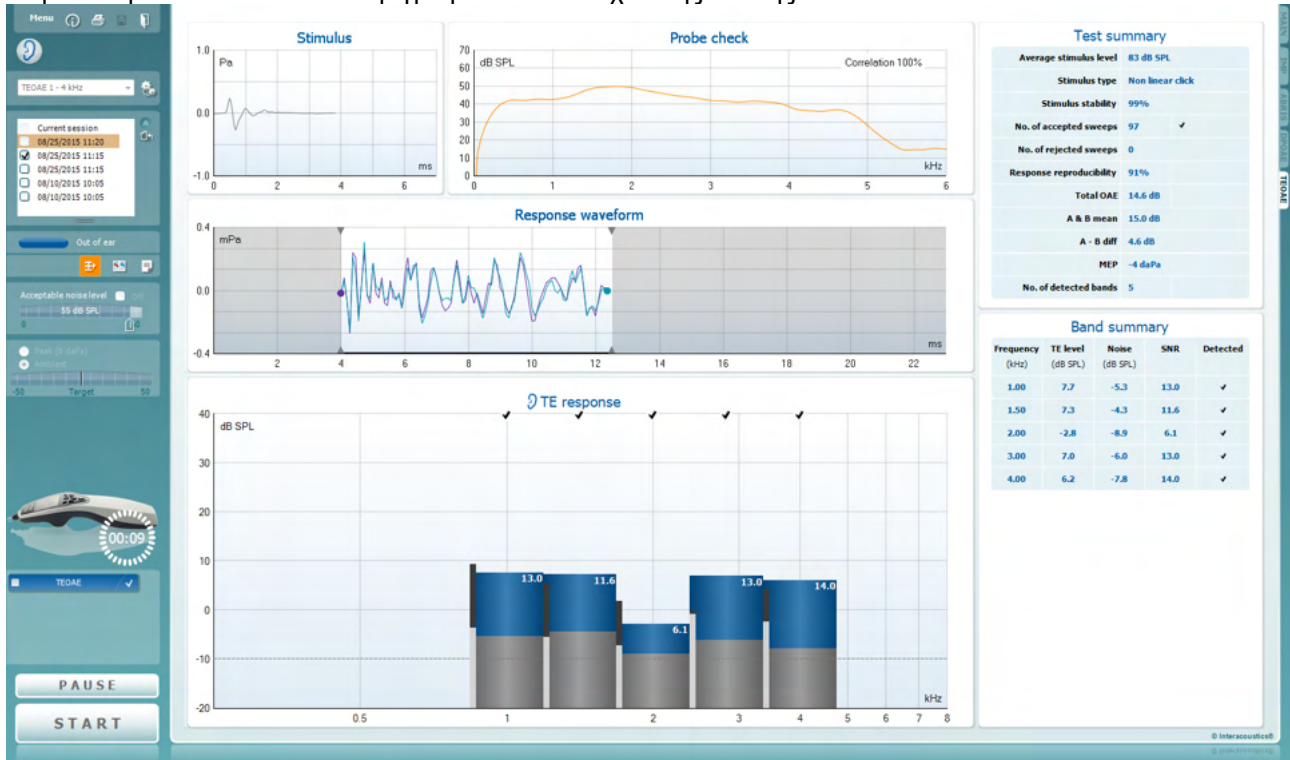 Menu
TEOAE 1 - 4 kHz
Current session
08/25/2015 11:20
08/25/2015 11:15
08/25/2015 11:15
08/10/2015 10:05
08/10/2015 10:05
Out of ear
Acceptable noise level off
55 dB SPL
0
Peak (0 daPa)
Ambient
-50 Target 50
00:09
TEOAE
PAUSE
START
Stimulus
1.0
Pa
0.0
-1.0
ms
0 2 4 6
Probe check
70
dB SPL
Correlation 100%
60
50
40
30
20
10
0
kHz
0 1 2 3 4 5 6
Response waveform
0.4
mPa
0.0
-0.4
ms
2 4 6 8 10 12 14 16 18 20 22
TE response
40
dB SPL
30
20
10
0
-10
-20
13.0 11.6 6.1 13.0 14.0
kHz
0.5 1 2 3 4 5 6 7 8
Test summary
Average stimulus level 83 dB SPL
Stimulus type Non linear click
Stimulus stability 99%
No. of accepted sweeps 97
No. of rejected sweeps 0
Response reproducibility 91%
Total OAE 14.6 dB
A & B mean 15.0 dB
A - B diff 4.6 dB
MEP -4 daPa
No. of detected bands 5
Band summary
Frequency TE level Noise SNR Detected
(kHz) (dB SPL) (dB SPL)
1.00 7.7 -5.3 13.0
1.50 7.3 -4.3 11.6
2.00 -2.8 -8.9 6.1
3.00 7.0 -6.0 13.0
4.00 6.2 -7.8 14.0
MAIN
IMP
ABRIS
DPOAE
TEOAE
© Interacoustics®